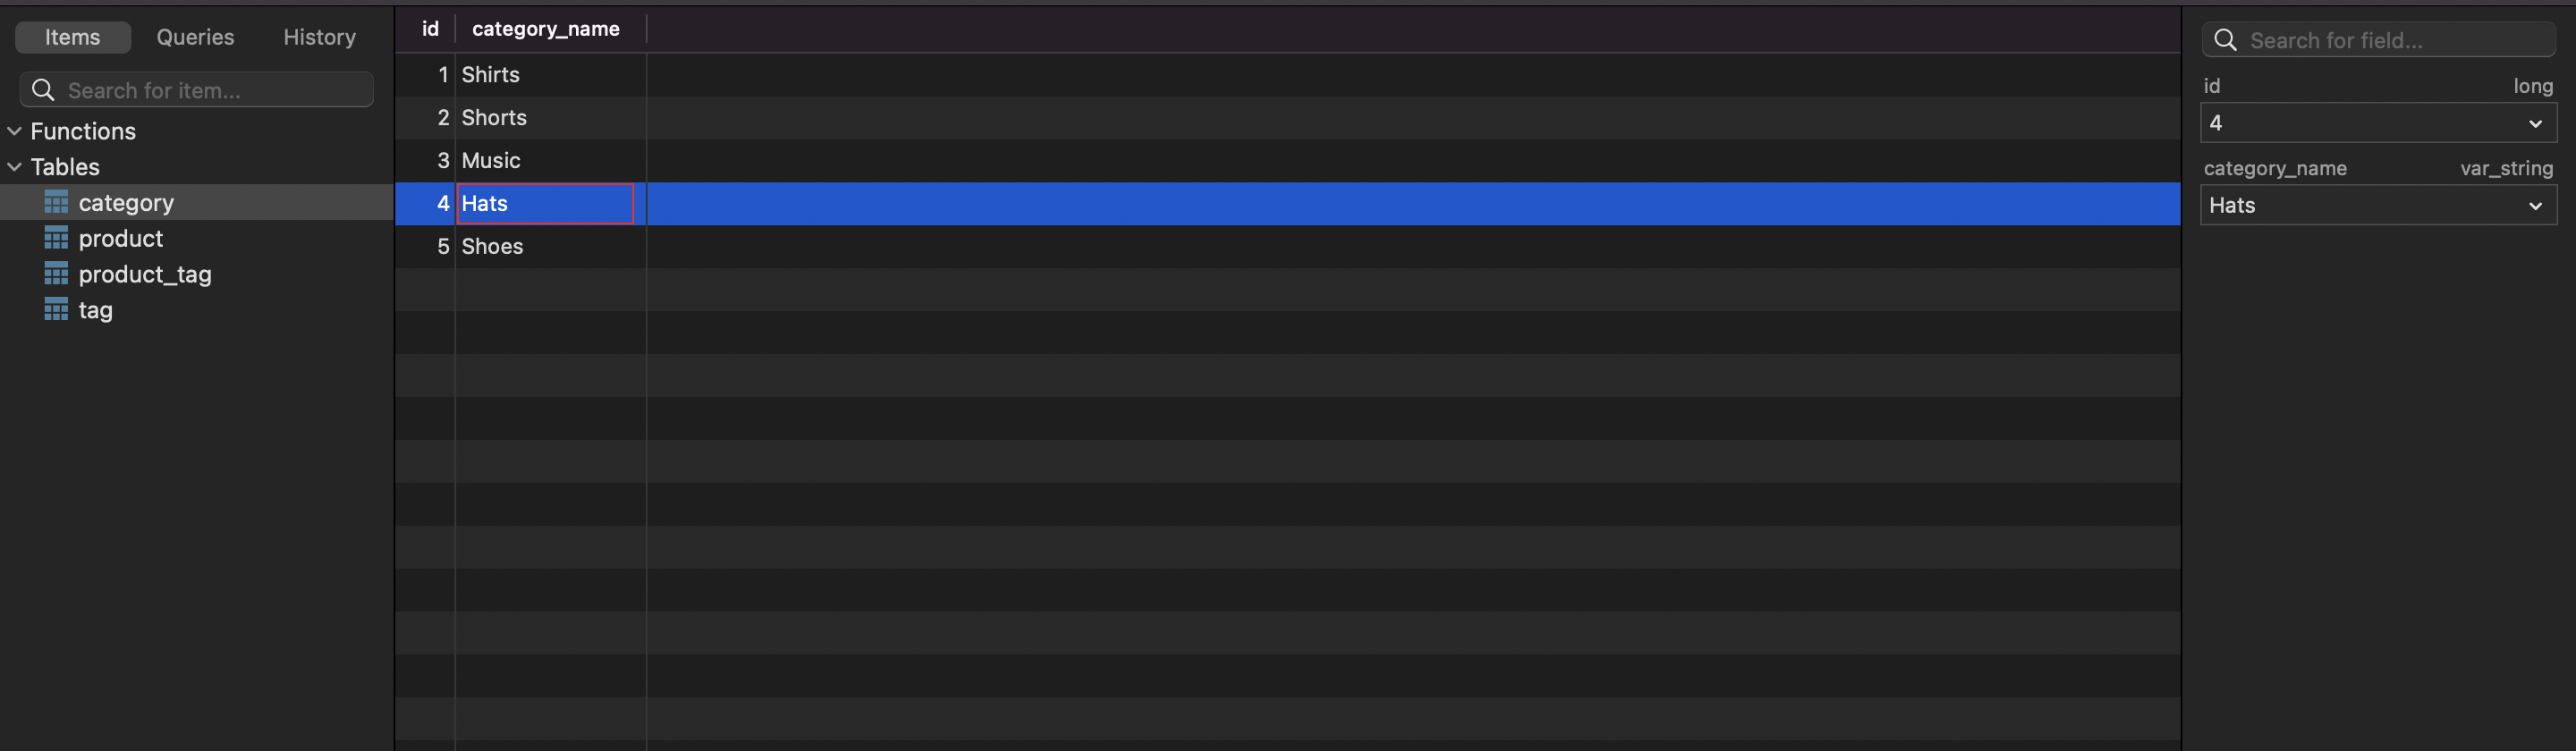 Items Queries History
Search for item...
Functions
Tables
category
product
product_tag
tag
id category_name
1 Shirts
2 Shorts
3 Music
4 Hats
5 Shoes
Search for field...
id long
4
category_name var_string
Hats